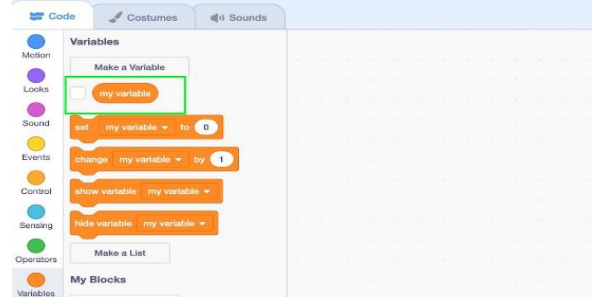 Code
Costumes
Sounds
Motion
Looks
Sound
Events
Control
Sensing
Operators
Variables
Variables
Make a Variable
my variable
set my variable to 0
change my variable by 1
show variable my variable
hide variable my variable
Make a List
My Blocks